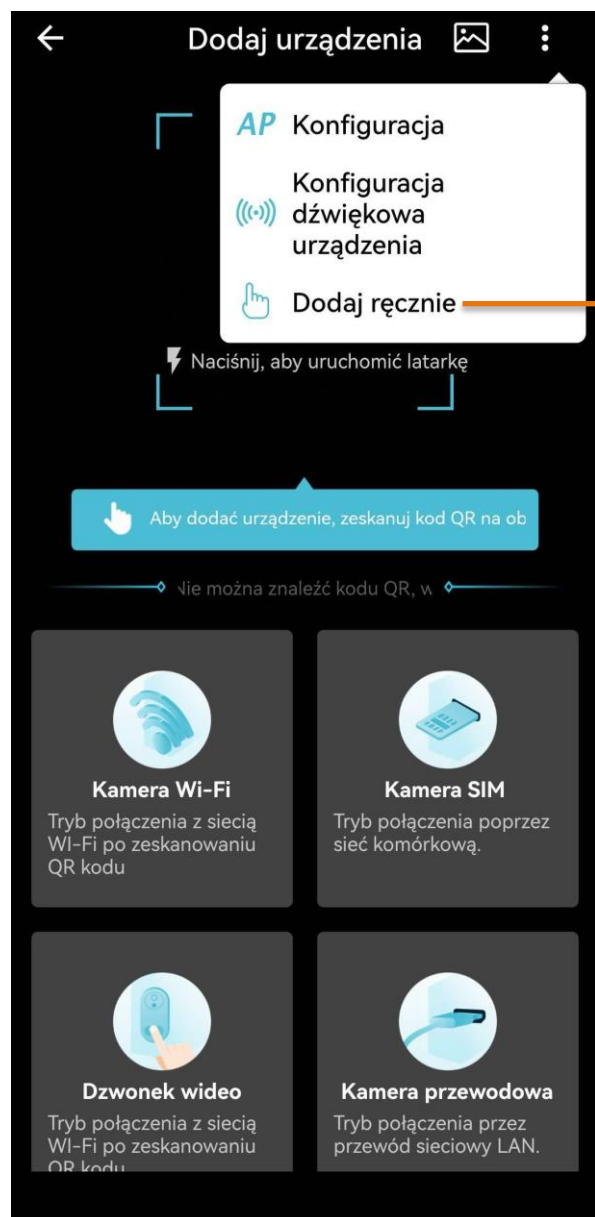 Dodaj urządzenia
AP Konfiguracja
Konfiguracja
dźwiękowa
urządzenia
Dodaj ręcznie
Naciśnij, aby uruchomić latarkę
Aby dodać urządzenie, zeskanuj kod QR na ob
Nie można znaleźć kodu QR, w
Kamera Wi-Fi
Tryb połączenia z siecią
WI-Fi po zeskanowaniu
QR kodu
Kamera SIM
Tryb połączenia poprzez
sieć komórkową.
Dzwonek wideo
Tryb połączenia z siecią
WI-Fi po zeskanowaniu
QR kodu
Kamera przewodowa
Tryb połączenia przez
przewód sieciowy LAN.